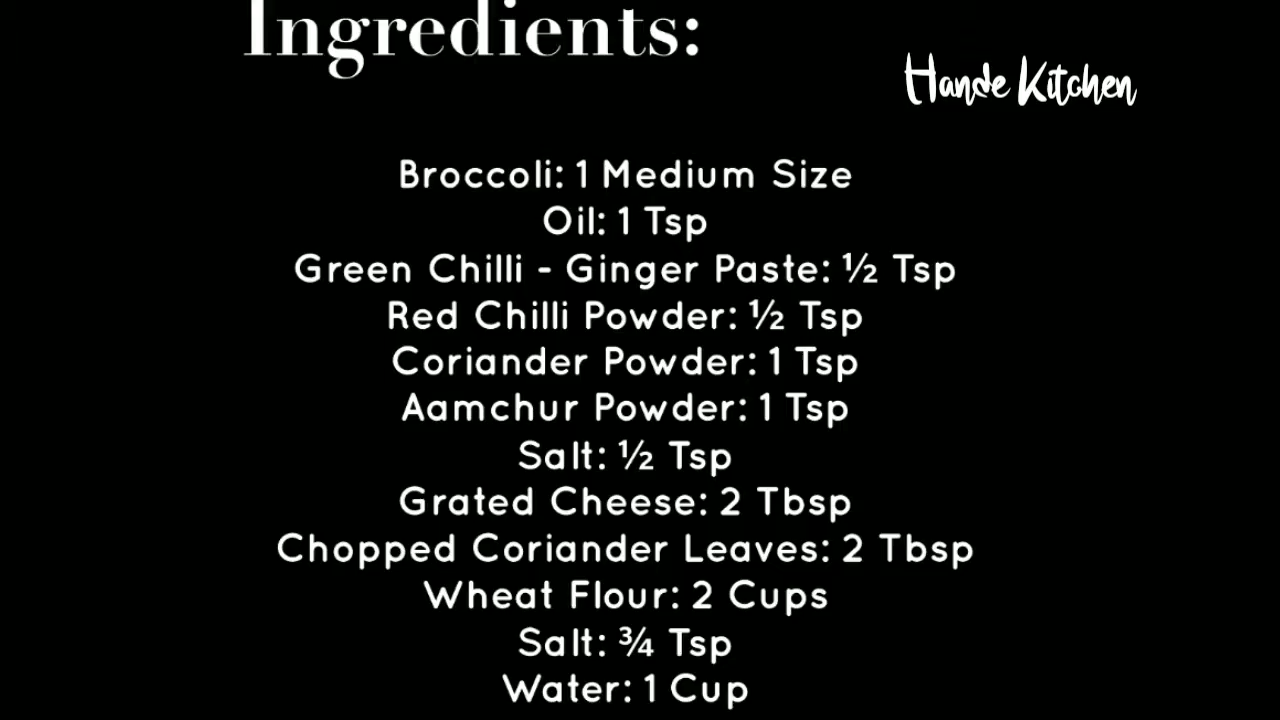 Ingredients:
Hande Kitchen
Broccoli: 1 Medium Size
Oil: 1 Tsp
Green Chilli - Ginger Paste: ½ Tsp
Red Chilli Powder: ½ Tsp
Coriander Powder: 1 Tsp
Aamchur Powder: 1 Tsp
Salt: ½ Tsp
Grated Cheese: 2 Tbsp
Chopped Coriander Leaves: 2 Tbsp
Wheat Flour: 2 Cups
Salt: ¾ Tsp
Water: 1 Cup